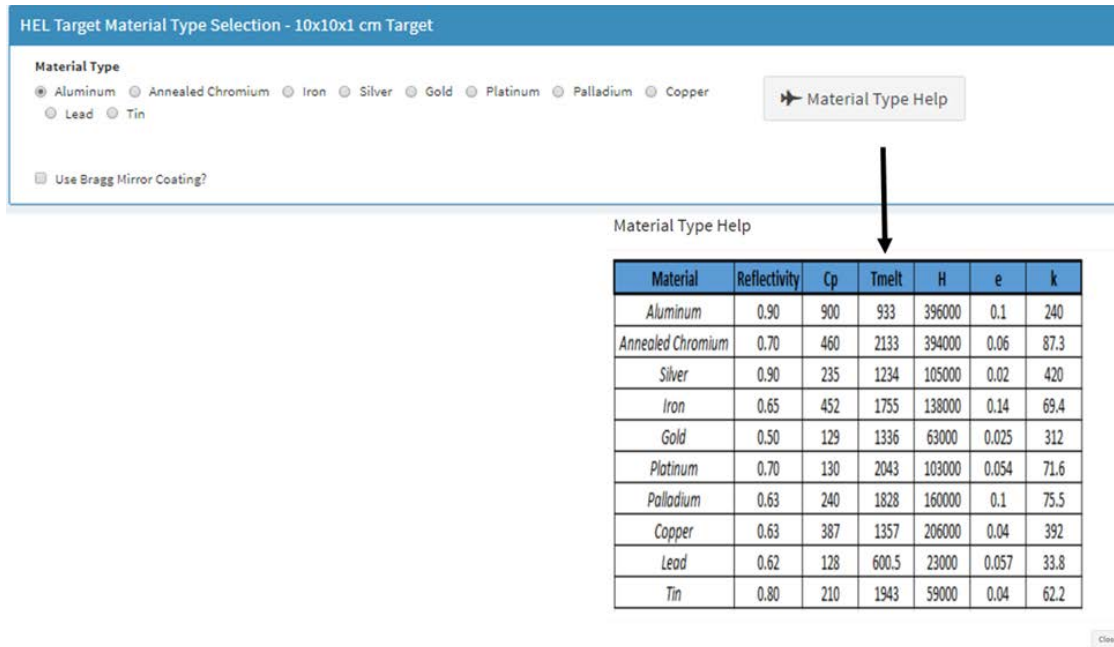 HEL Target Material Type Selection - 10x10x1 cm Target
Material Type
Aluminum Annealed Chromium Iron Silver Gold Platinum Palladium Copper
Lead Tin
Material Type Help
Use Bragg Mirror Coating?
Material Type Help
Material Reflectivity Cp Tmelt H e k
Aluminum 0.90 900 933 396000 0.1 240
Annealed Chromium 0.70 460 2133 394000 0.06 87.3
Silver 0.90 235 1234 105000 0.02 420
Iron 0.65 452 1755 138000 0.14 69.4
Gold 0.50 129 1336 63000 0.025 312
Platinum 0.70 130 2043 103000 0.054 71.6
Palladium 0.63 240 1828 160000 0.1 75.5
Copper 0.63 387 1357 206000 0.04 392
Lead 0.62 128 600.5 23000 0.057 33.8
Tin 0.80 210 1943 59000 0.04 62.2
Clos